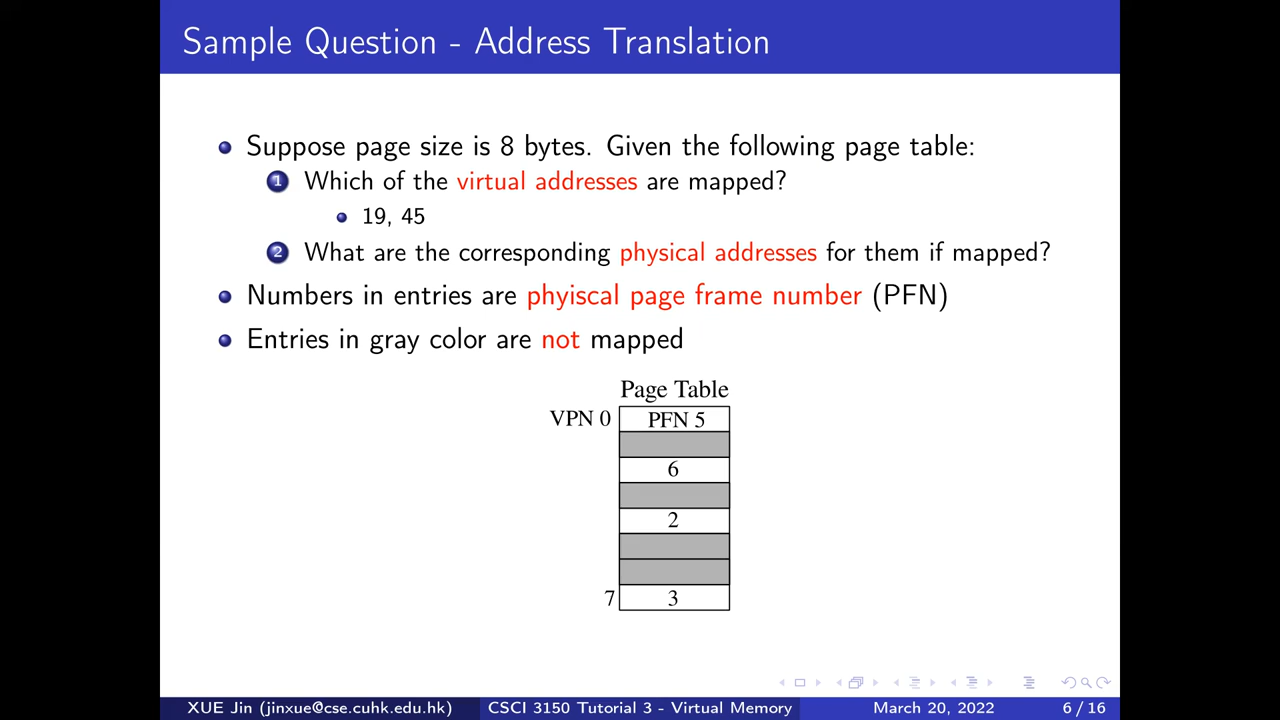 Sample Question - Address Translation
Suppose page size is 8 bytes. Given the following page table:
1 Which of the virtual addresses are mapped?
19, 45
2 What are the corresponding physical addresses for them if mapped?
Numbers in entries are phyiscal page frame number (PFN)
Entries in gray color are not mapped
Page Table
VPN 0 PFN 5
6
2
7 3
XUE Jin (jinxue@cse.cuhk.edu.hk) CSCI 3150 Tutorial 3 - Virtual Memory March 20, 2022 6 / 16